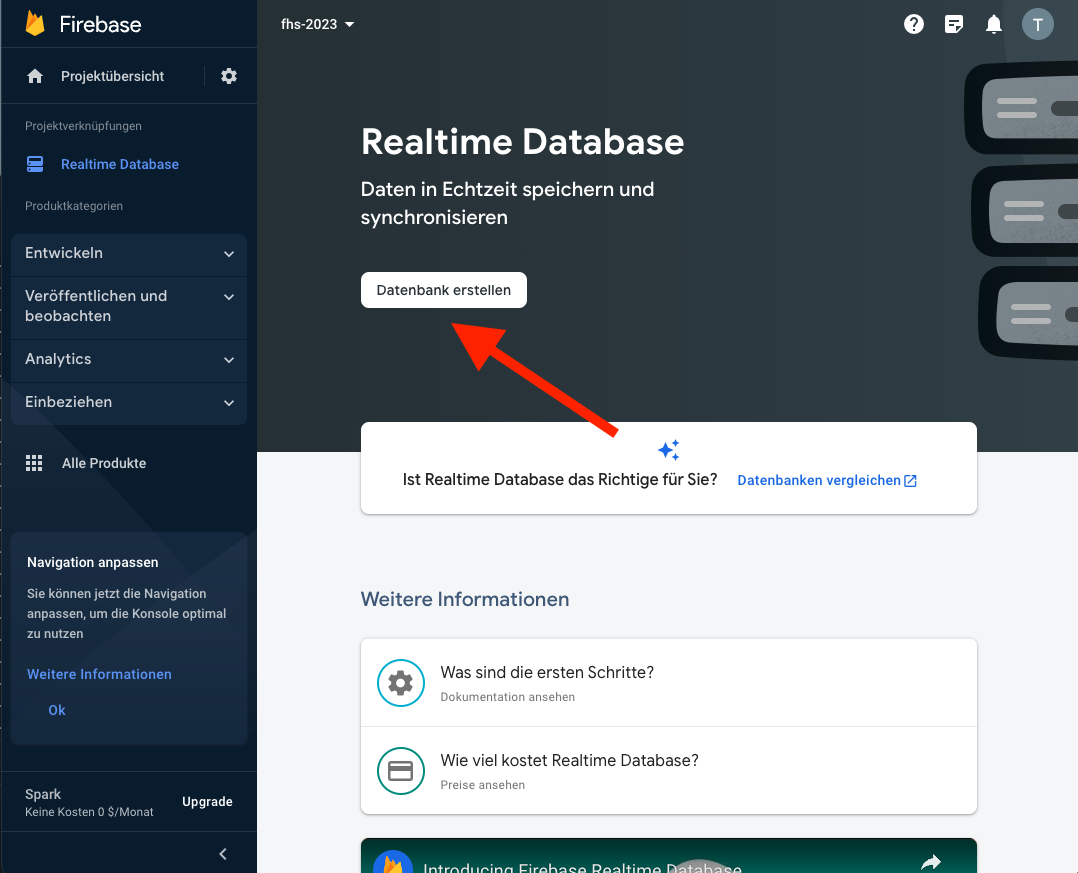 Firebase
fhs-2023
T
Projektübersicht
Projektverknüpfungen
Realtime Database
Produktkategorien
Entwickeln
Veröffentlichen und
beobachten
Analytics
Einbeziehen
Alle Produkte
Navigation anpassen
Sie können jetzt die Navigation
anpassen, um die Konsole optimal
zu nutzen
Weitere Informationen
Ok
Spark
Keine Kosten 0 $/Monat
Upgrade
Realtime Database
Daten in Echtzeit speichern und
synchronisieren
Datenbank erstellen
Ist Realtime Database das Richtige für Sie? Datenbanken vergleichen
Weitere Informationen
Was sind die ersten Schritte?
Dokumentation ansehen
Wie viel kostet Realtime Database?
Preise ansehen
Introducing Firebase Realtime Database